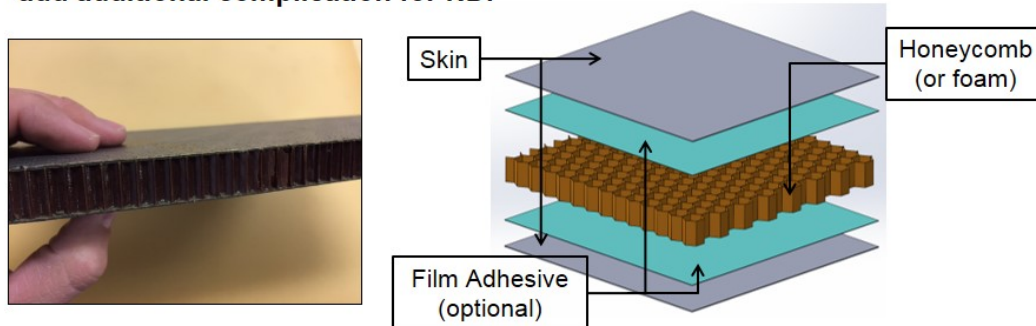 Skin
Honeycomb
(or foam)
Film Adhesive
(optional)